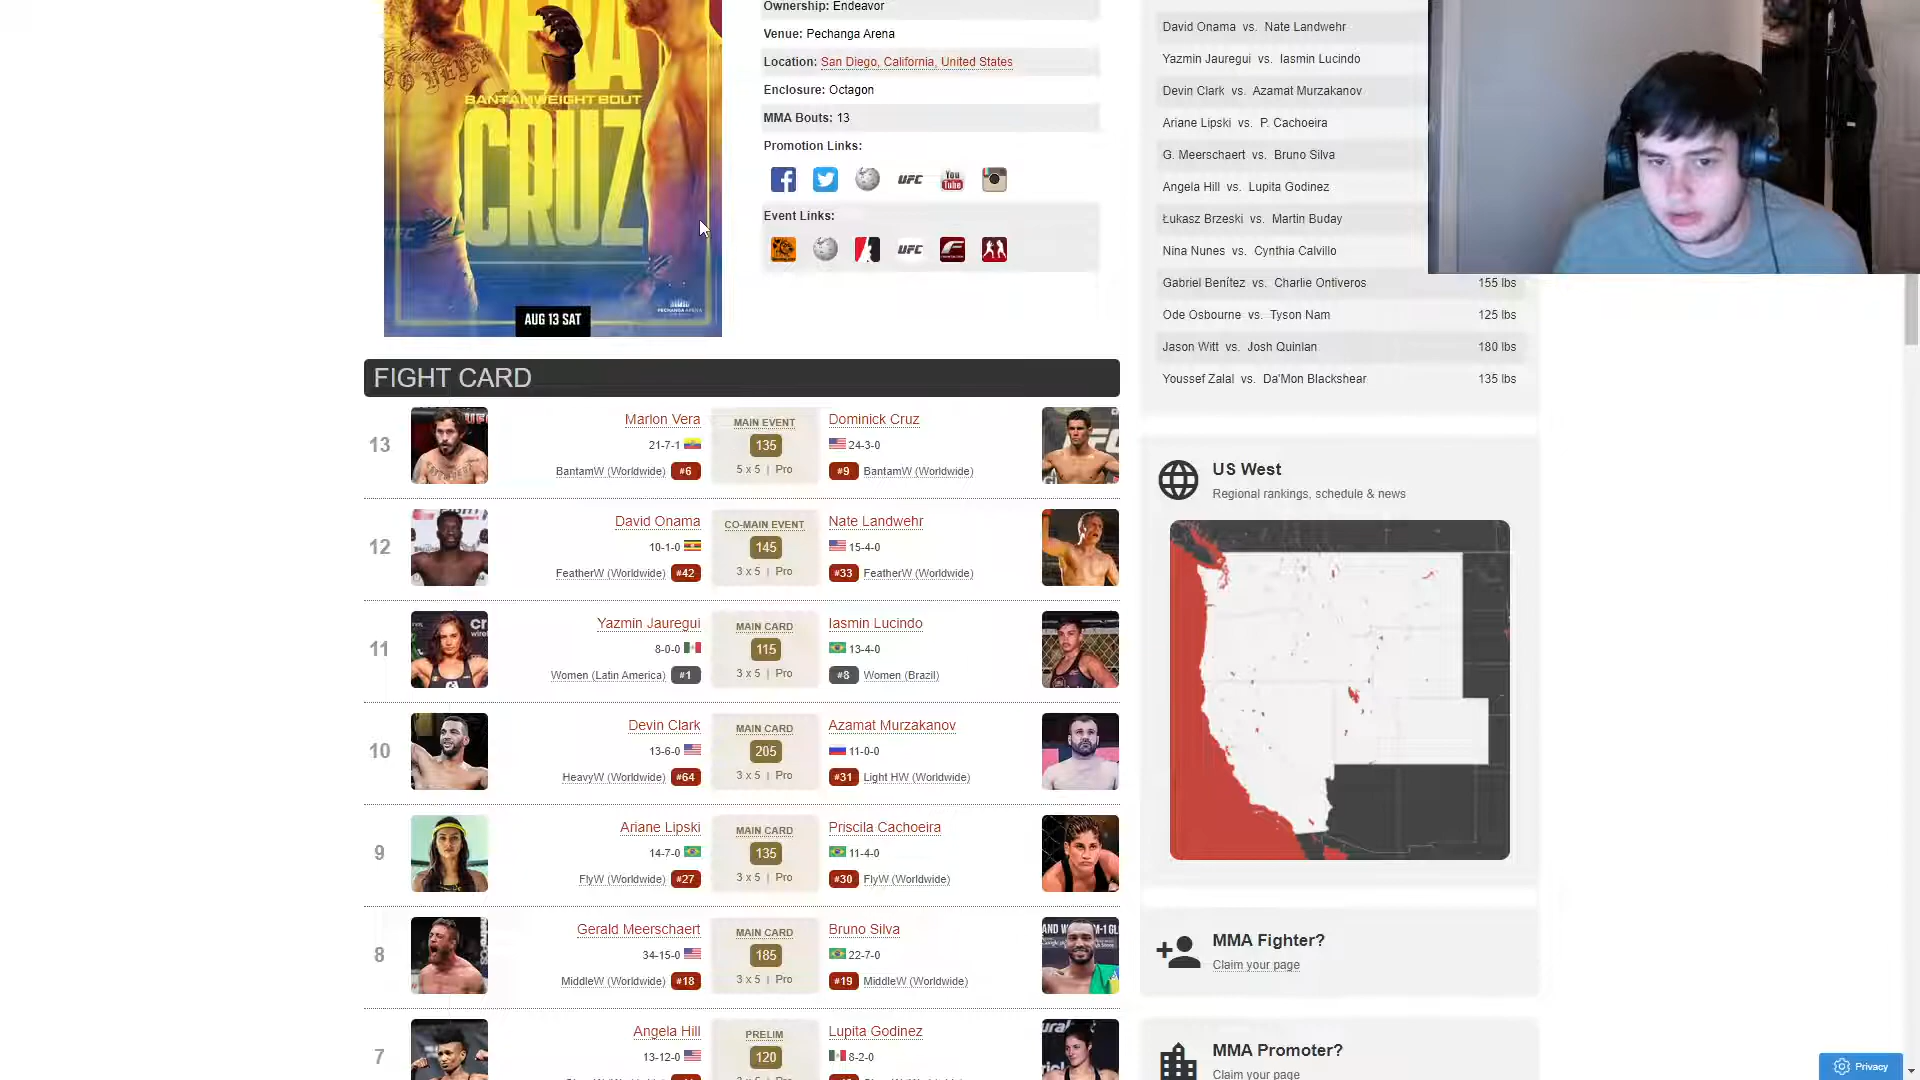 VERA
BANTAMWEIGHT BOUT
CRUZ
UFC
PECHANGA ARENA
AUG 13 SAT
Ownership: Endeavor
Venue: Pechanga Arena
Location: San Diego, California, United States
Enclosure: Octagon
MMA Bouts: 13
Promotion Links:
UFC
You Tube
Event Links:
UFC
David Onama vs. Nate Landwehr
Yazmin Jauregui vs. Iasmin Lucindo
Devin Clark vs. Azamat Murzakanov
Ariane Lipski vs. P. Cachoeira
G. Meerschaert vs. Bruno Silva
Angela Hill vs. Lupita Godinez
Łukasz Brzeski vs. Martin Buday
Nina Nunes vs. Cynthia Calvillo
Gabriel Benítez vs. Charlie Ontiveros 155 lbs
Ode Osbourne vs. Tyson Nam 125 lbs
Jason Witt vs. Josh Quinlan 180 lbs
Youssef Zalal vs. Da'Mon Blackshear 135 lbs
FIGHT CARD
Marlon Vera MAIN EVENT Dominick Cruz
13 21-7-1 135 24-3-0
BantamW (Worldwide) #6 5 x 5 | Pro #9 BantamW (Worldwide)
David Onama CO-MAIN EVENT Nate Landwehr
12 10-1-0 145 15-4-0
FeatherW (Worldwide) #42 3 x 5 | Pro #33 FeatherW (Worldwide)
Yazmin Jauregui MAIN CARD Iasmin Lucindo
11 8-0-0 115 13-4-0
Women (Latin America) #1 3 x 5 | Pro #8 Women (Brazil)
Devin Clark MAIN CARD Azamat Murzakanov
10 13-6-0 205 11-0-0
HeavyW (Worldwide) #64 3 x 5 | Pro #31 Light HW (Worldwide)
Ariane Lipski MAIN CARD Priscila Cachoeira
9 14-7-0 135 11-4-0
FlyW (Worldwide) #27 3 x 5 | Pro #30 FlyW (Worldwide)
Gerald Meerschaert MAIN CARD Bruno Silva
8 34-15-0 185 22-7-0
MiddleW (Worldwide) #18 3 x 5 | Pro #19 MiddleW (Worldwide)
Angela Hill PRELIM Lupita Godinez
7 13-12-0 120 8-2-0
US West
Regional rankings, schedule & news
MMA Fighter?
Claim your page
MMA Promoter?
Claim your page
Privacy